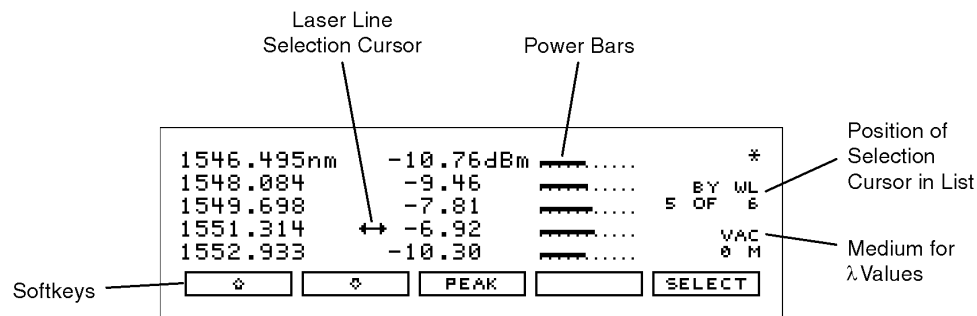 Laser Line
Selection Cursor
Power Bars
1546.495nm -10.76dBm *
1548.084 -9.46 BY WL
1549.698 -7.81 5 OF 6
1551.314 ↔ -6.92 VAC
1552.933 -10.30 0 M
PEAK SELECT
Position of
Selection
Cursor in List
Medium for
λ Values
Softkeys